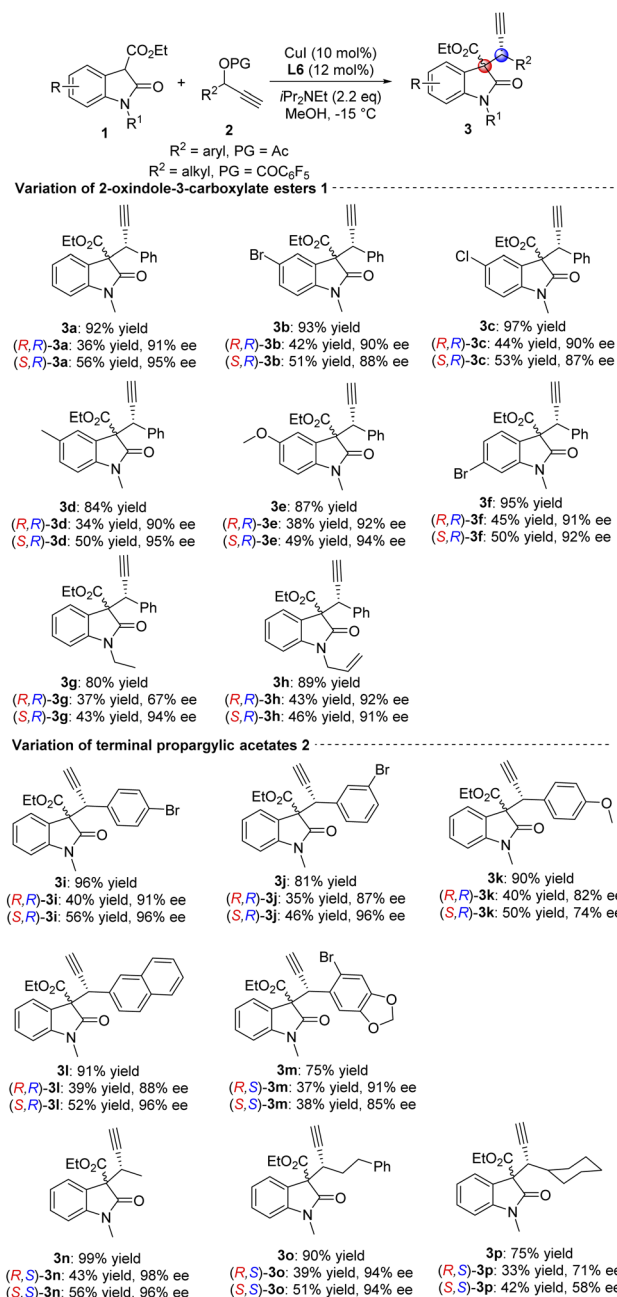 CO2Et
R
O
N
R1
1
+
OPG
R2
2
CuI (10 mol%)
L6 (12 mol%)
iPr2NEt (2.2 eq)
MeOH, -15 °C
EtO2C
R2
R
O
N
R1
3
R2 = aryl, PG = Ac
R2 = alkyl, PG = COC6F5
Variation of 2-oxindole-3-carboxylate esters 1
EtO2C
Ph
O
N
3a: 92% yield
(R,R)-3a: 36% yield, 91% ee
(S,R)-3a: 56% yield, 95% ee
Br
EtO2C
Ph
O
N
3b: 93% yield
(R,R)-3b: 42% yield, 90% ee
(S,R)-3b: 51% yield, 88% ee
Cl
EtO2C
Ph
O
N
3c: 97% yield
(R,R)-3c: 44% yield, 90% ee
(S,R)-3c: 53% yield, 87% ee
EtO2C
Ph
O
N
3d: 84% yield
(R,R)-3d: 34% yield, 90% ee
(S,R)-3d: 50% yield, 95% ee
EtO2C
Ph
O
O
N
3e: 87% yield
(R,R)-3e: 38% yield, 92% ee
(S,R)-3e: 49% yield, 94% ee
EtO2C
Ph
O
Br
N
3f: 95% yield
(R,R)-3f: 45% yield, 91% ee
(S,R)-3f: 50% yield, 92% ee
EtO2C
Ph
O
N
3g: 80% yield
(R,R)-3g: 37% yield, 67% ee
(S,R)-3g: 43% yield, 94% ee
EtO2C
Ph
O
N
3h: 89% yield
(R,R)-3h: 43% yield, 92% ee
(S,R)-3h: 46% yield, 91% ee
Variation of terminal propargylic acetates 2
EtO2C
Br
O
N
3i: 96% yield
(R,R)-3i: 40% yield, 91% ee
(S,R)-3i: 56% yield, 96% ee
Br
EtO2C
O
N
3j: 81% yield
(R,R)-3j: 35% yield, 87% ee
(S,R)-3j: 46% yield, 96% ee
EtO2C
O
O
N
3k: 90% yield
(R,R)-3k: 40% yield, 82% ee
(S,R)-3k: 50% yield, 74% ee
EtO2C
O
N
3l: 91% yield
(R,R)-3l: 39% yield, 88% ee
(S,R)-3l: 52% yield, 96% ee
Br
EtO2C
O
O
O
N
3m: 75% yield
(R,S)-3m: 37% yield, 91% ee
(S,S)-3m: 38% yield, 85% ee
EtO2C
O
N
3n: 99% yield
(R,S)-3n: 43% yield, 98% ee
(S,S)-3n: 56% yield, 96% ee
EtO2C
Ph
O
N
3o: 90% yield
(R,S)-3o: 39% yield, 94% ee
(S,S)-3o: 51% yield, 94% ee
EtO2C
O
N
3p: 75% yield
(R,S)-3p: 33% yield, 71% ee
(S,S)-3p: 42% yield, 58% ee